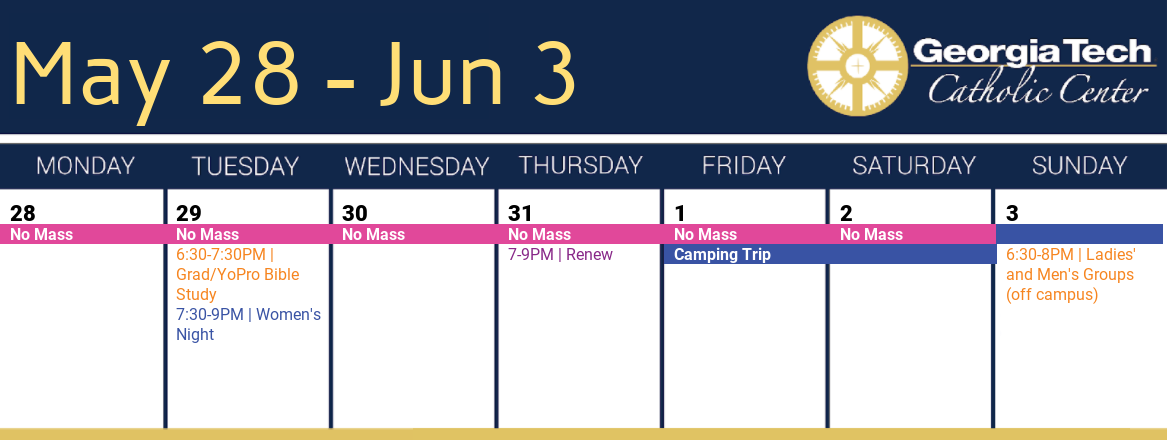 May 28 - Jun 3
Georgia Tech
Catholic Center
MONDAY TUESDAY WEDNESDAY THURSDAY FRIDAY SATURDAY SUNDAY
28 29 30 31 1 2 3
No Mass No Mass No Mass No Mass No Mass No Mass
6:30-7:30PM |
Grad/YoPro Bible
Study
7:30-9PM | Women's
Night
7-9PM | Renew
Camping Trip
6:30-8PM | Ladies'
and Men's Groups
(off campus)